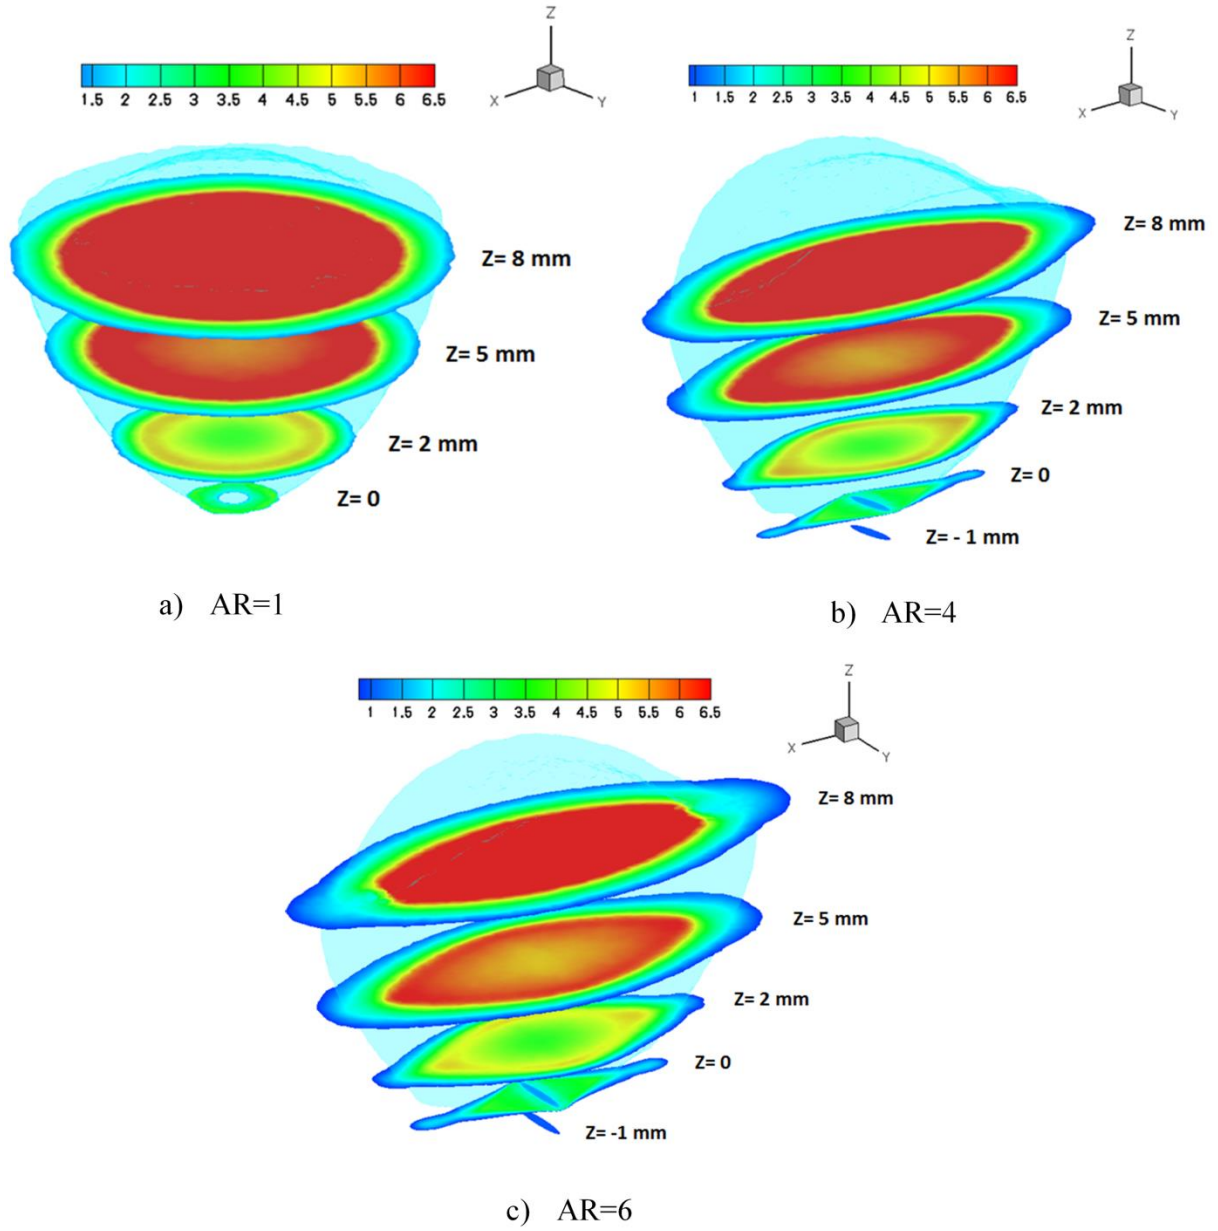 Z
X
Y
1.5 2 2.5 3 3.5 4 4.5 5 5.5 6 6.5
Z= 8 mm
Z= 5 mm
Z= 2 mm
Z= 0
a) AR=1
Z
X
Y
1 1.5 2 2.5 3 3.5 4 4.5 5 5.5 6 6.5
Z= 8 mm
Z= 5 mm
Z= 2 mm
Z= 0
Z= - 1 mm
b) AR=4
Z
X
Y
1 1.5 2 2.5 3 3.5 4 4.5 5 5.5 6 6.5
Z= 8 mm
Z= 5 mm
Z= 2 mm
Z= 0
Z= -1 mm
c) AR=6